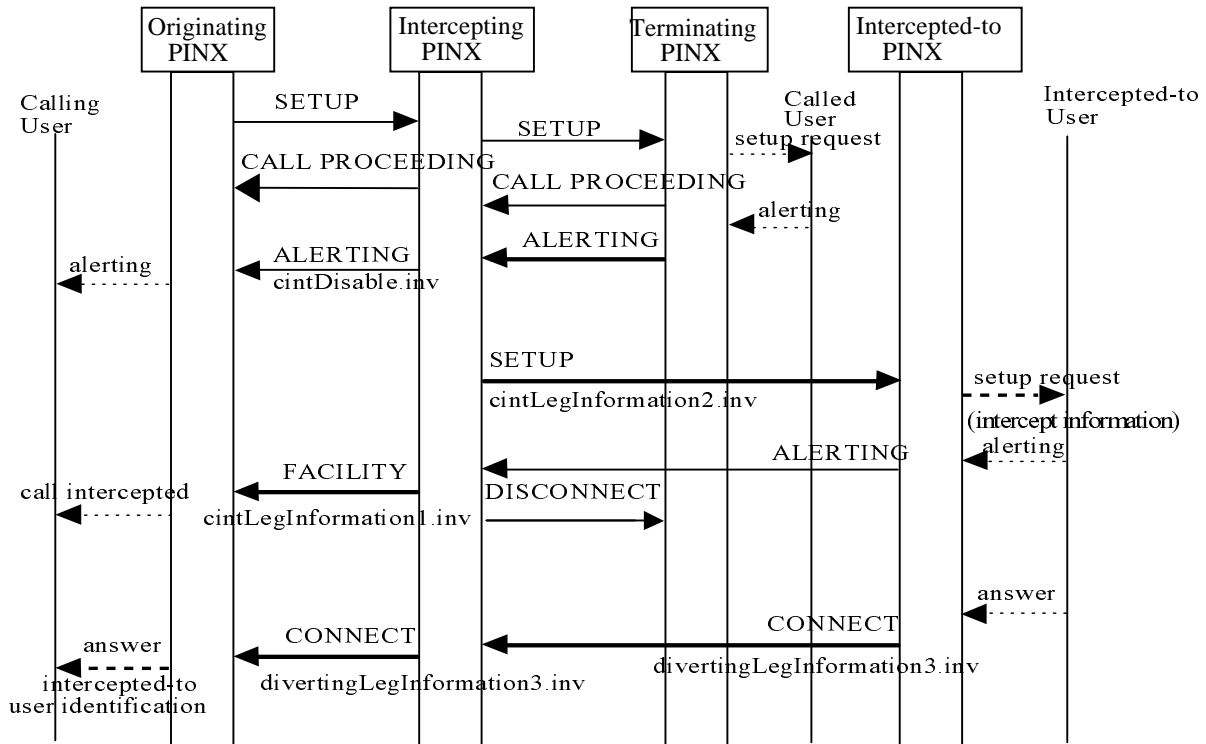 Originating
PINX
Intercepting
PINX
Terminating
PINX
Intercepted-to
PINX
Calling
User
Called
User
Intercepted-to
User
SETUP
SETUP
setup request
CALL PROCEEDING
CALL PROCEEDING
alerting
ALERTING
ALERTING
cintDisable.inv
alerting
SETUP
cintLegInformation2.inv
setup request
(intercept information)
alerting
ALERTING
FACILITY
cintLegInformation1.inv
call intercepted
DISCONNECT
answer
CONNECT
divertingLegInformation3.inv
CONNECT
divertingLegInformation3.inv
answer
intercepted-to
user identification